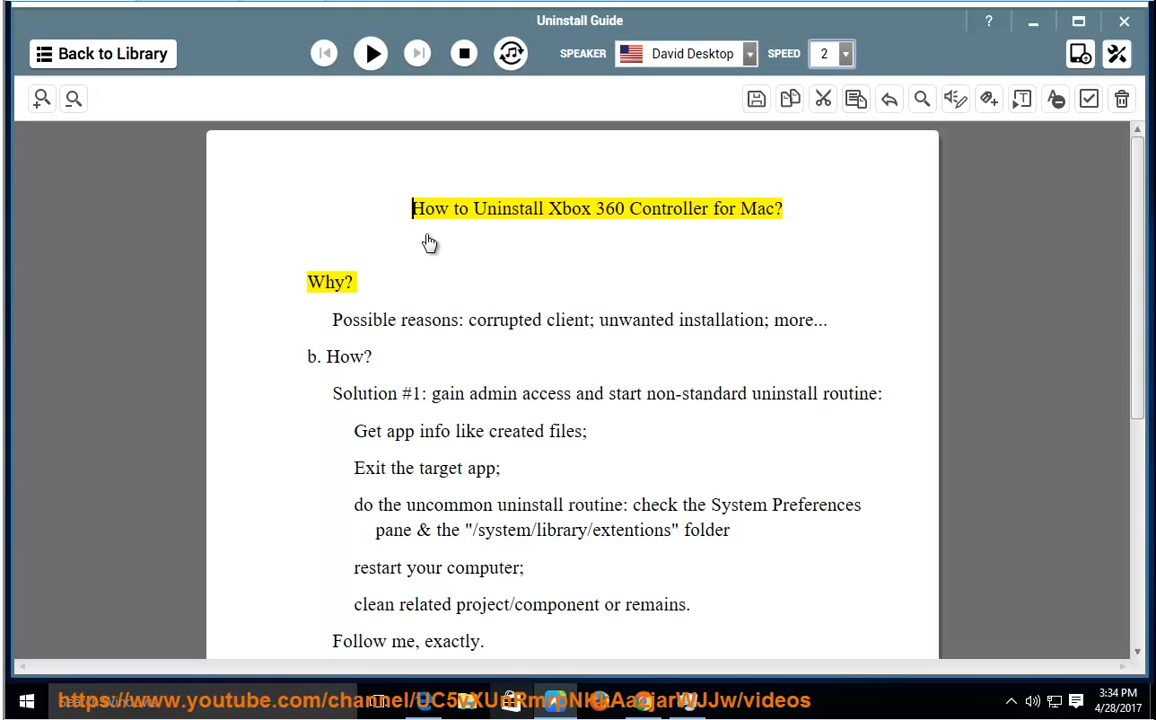 Uninstall Guide
?
Back to Library
SPEAKER
David Desktop
SPEED
2
How to Uninstall Xbox 360 Controller for Mac?
Why?
Possible reasons: corrupted client; unwanted installation; more...
b. How?
Solution #1: gain admin access and start non-standard uninstall routine:
Get app info like created files;
Exit the target app;
do the uncommon uninstall routine: check the System Preferences
pane & the "/system/library/extentions" folder
restart your computer;
clean related project/component or remains.
Follow me, exactly.
3:34 PM
4/28/2017